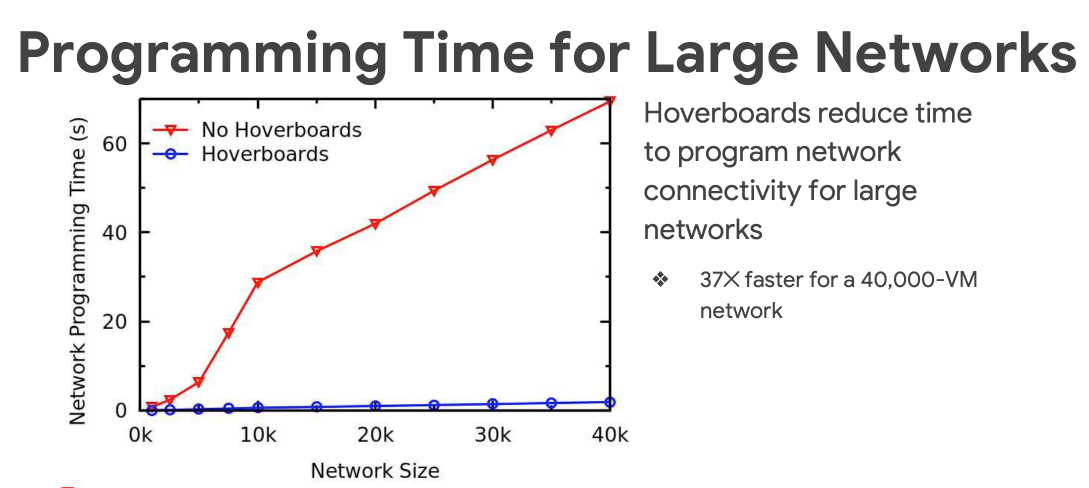 Programming Time for Large Networks
No Hoverboards
Hoverboards
Network Programming Time (s)
60
40
20
0
0k
10k
20k
30k
40k
Network Size
Hoverboards reduce time
to program network
connectivity for large
networks
❖ 37X faster for a 40,000-VM
network